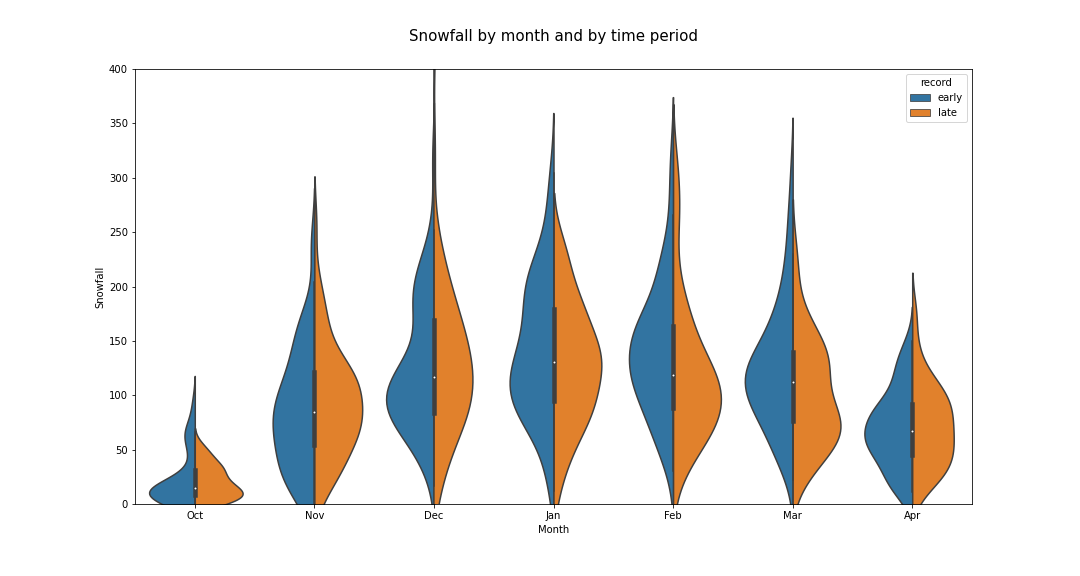 Snowfall by month and by time period
400
350
300
250
200
150
100
50
0
Snowfall
record
early
late
Oct
Nov
Dec
Jan
Feb
Mar
Apr
Month